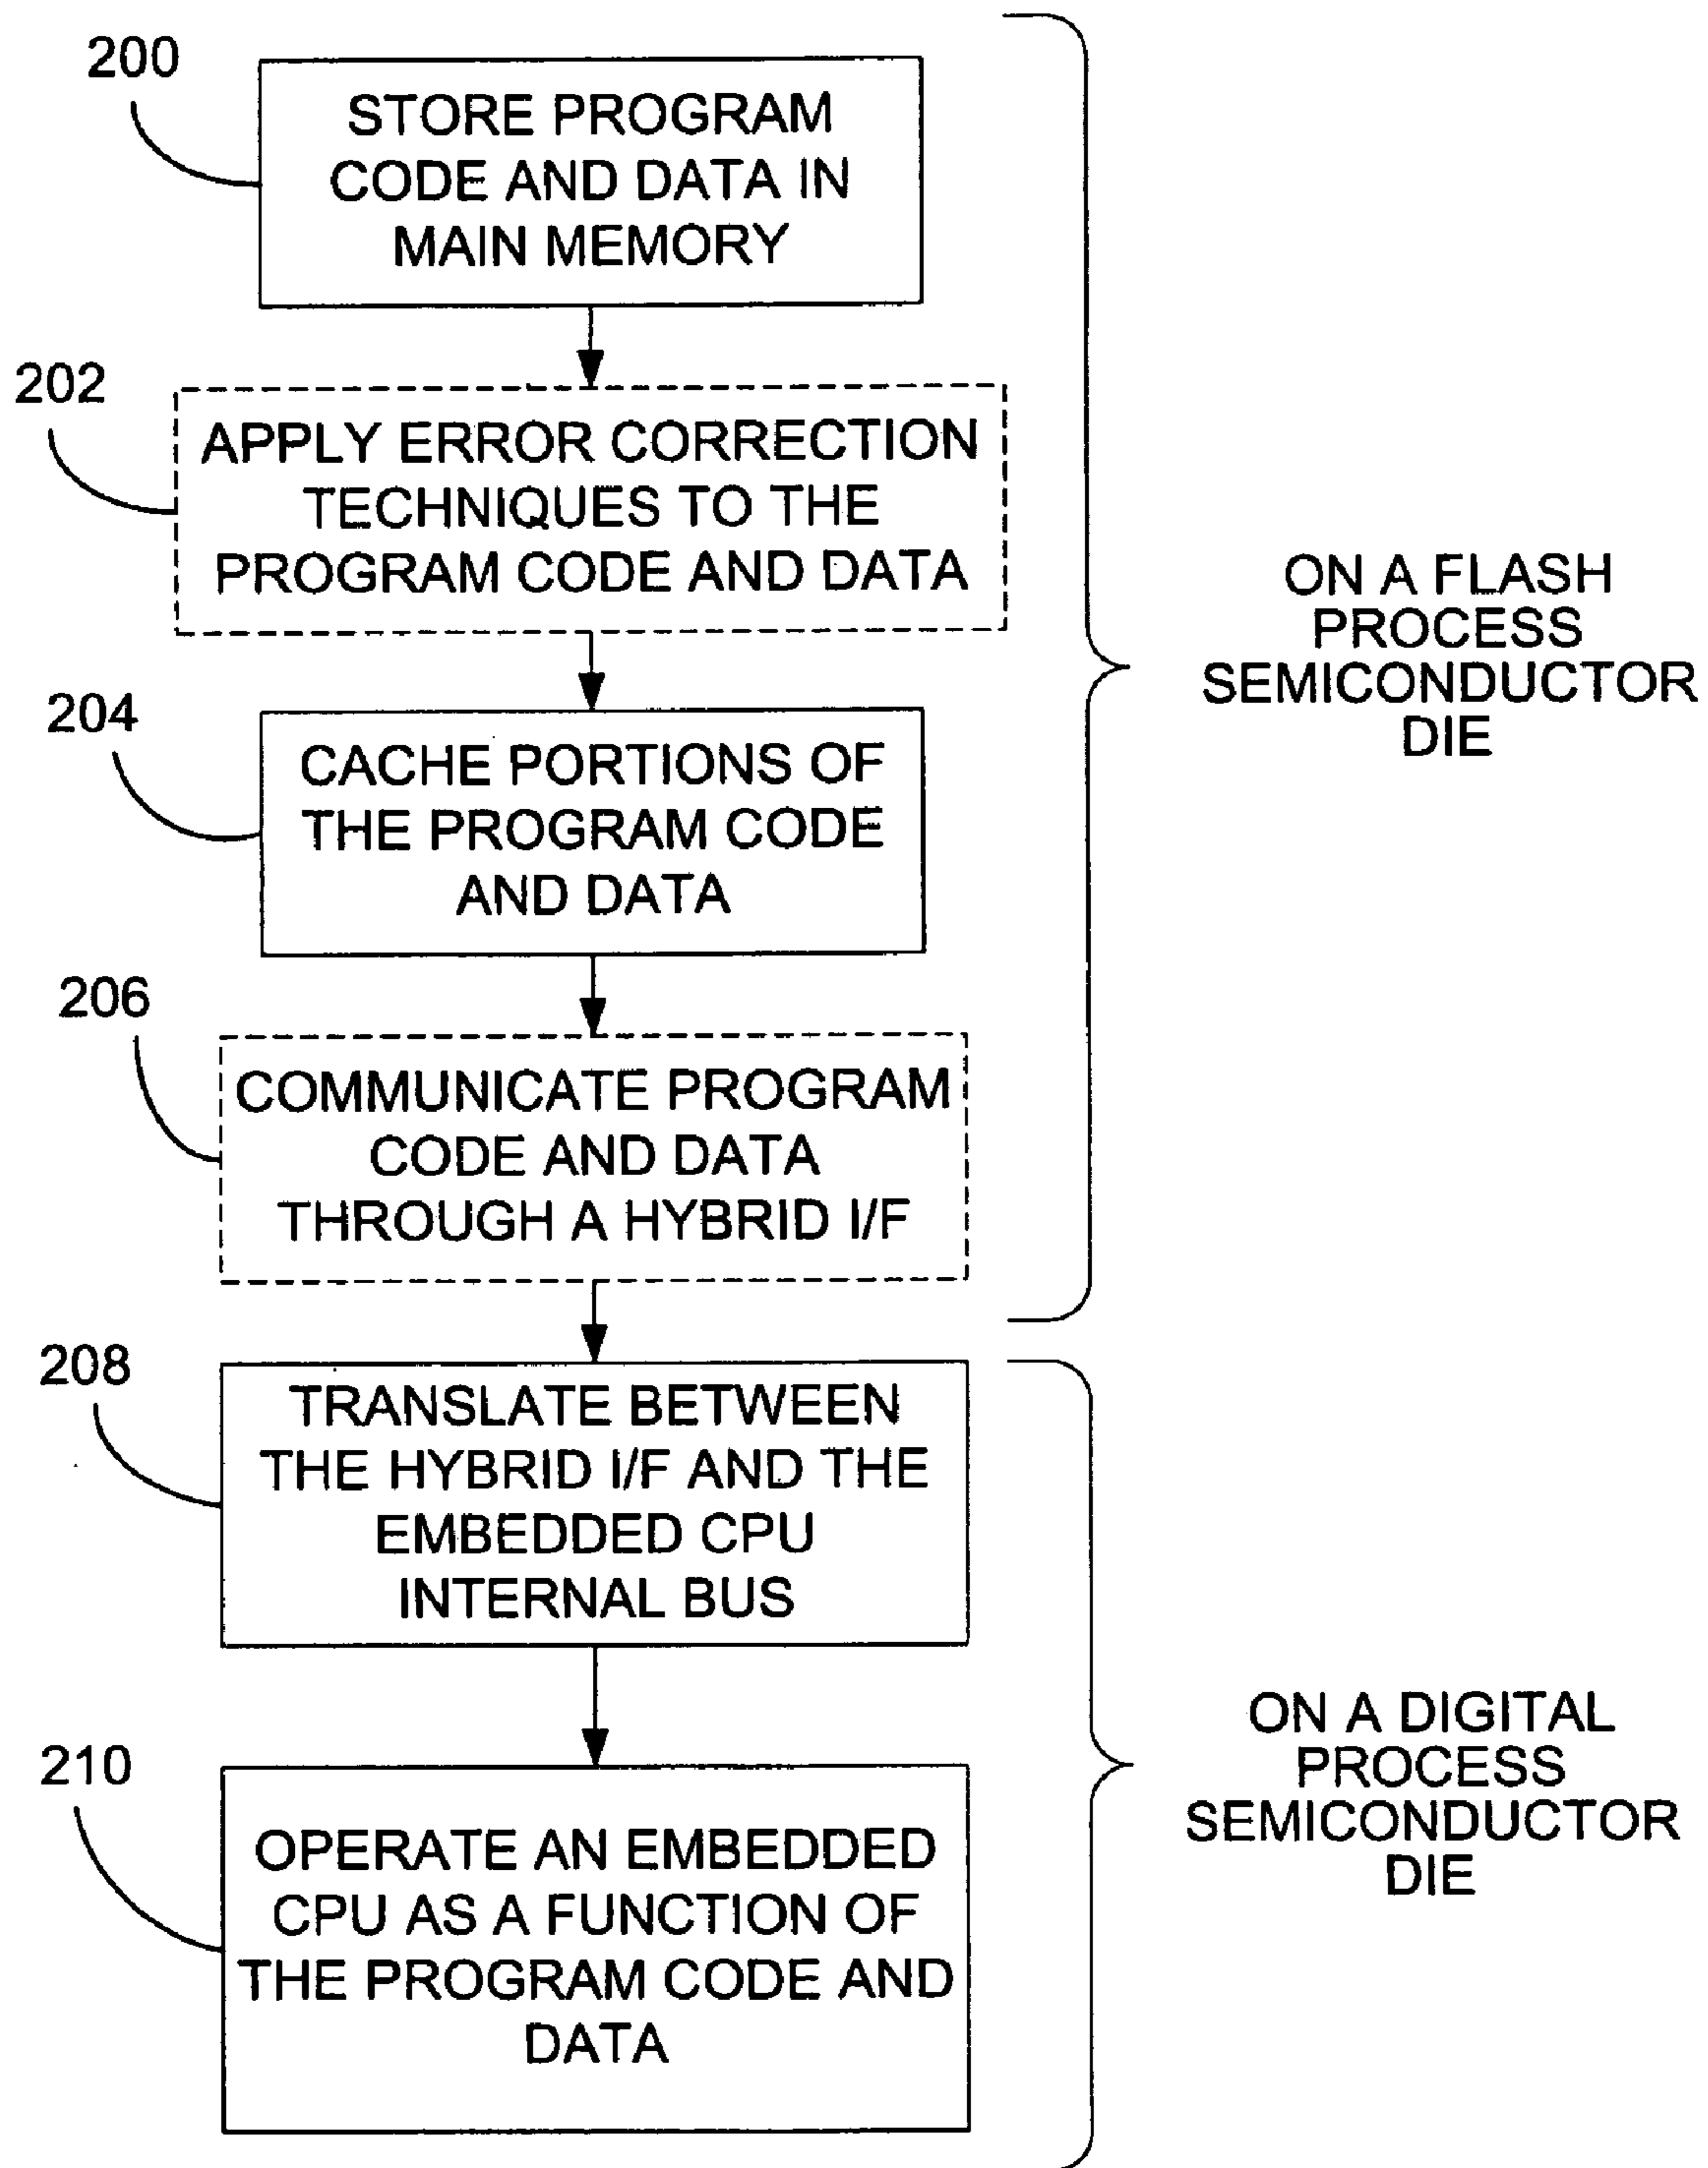 200
STORE PROGRAM
CODE AND DATA IN
MAIN MEMORY
202
APPLY ERROR CORRECTION
TECHNIQUES TO THE
PROGRAM CODE AND DATA
204
CACHE PORTIONS OF
THE PROGRAM CODE
AND DATA
206
COMMUNICATE PROGRAM
CODE AND DATA
THROUGH A HYBRID I/F
ON A FLASH
PROCESS
SEMICONDUCTOR
DIE
208
TRANSLATE BETWEEN
THE HYBRID I/F AND THE
EMBEDDED CPU
INTERNAL BUS
210
OPERATE AN EMBEDDED
CPU AS A FUNCTION OF
THE PROGRAM CODE AND
DATA
ON A DIGITAL
PROCESS
SEMICONDUCTOR
DIE